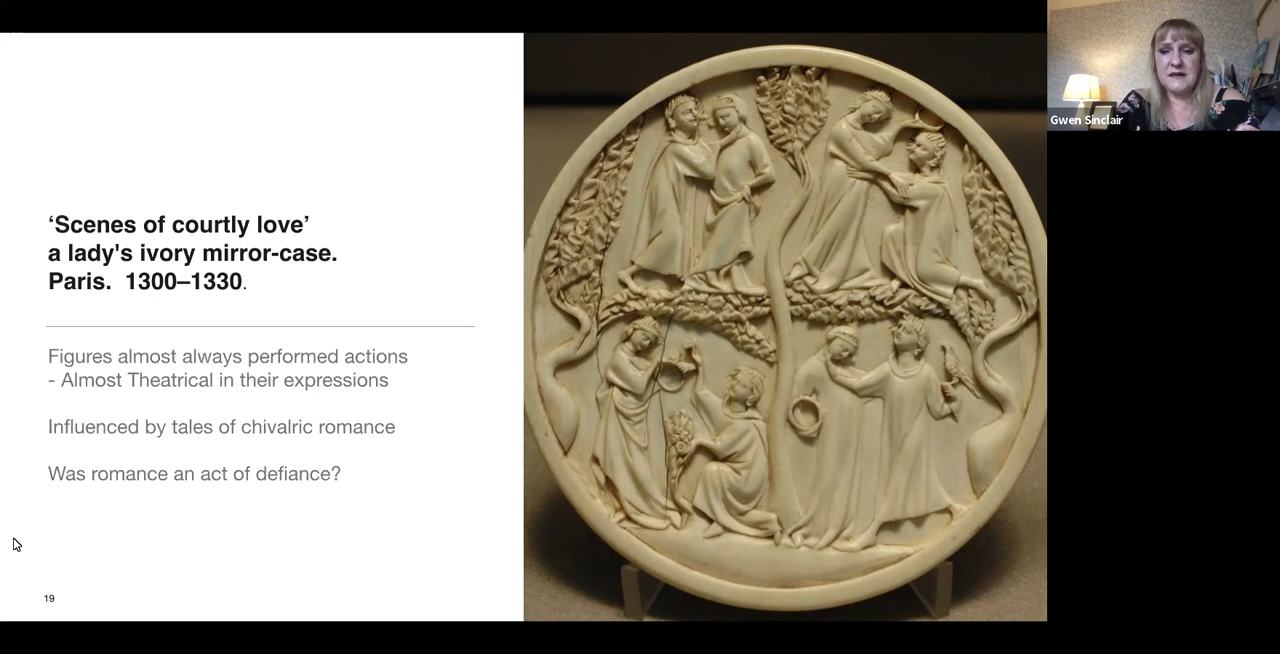 ‘Scenes of courtly love’
a lady's ivory mirror-case.
Paris.  1300–1330.
Figures almost always performed actions
- Almost Theatrical in their expressions
Influenced by tales of chivalric romance
Was romance an act of defiance?
19
Gwen Sinclair